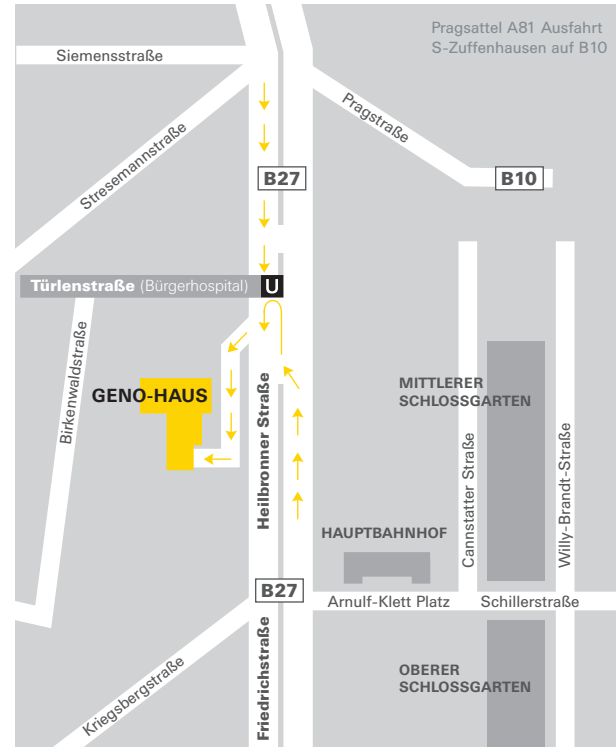 Pragsattel A81 Ausfahrt
S-Zuffenhausen auf B10
Siemensstraße
Stresemannstraße
Pragstraße
B27
B10
Türlenstraße (Bürgerhospital)
U
Birkenwaldstraße
GENO-HAUS
Heilbronner Straße
MITTLERER
SCHLOSSGARTEN
Cannstatter Straße
Willy-Brandt-Straße
HAUPTBAHNHOF
B27
Arnulf-Klett Platz
Schillerstraße
Kriegsbergstraße
Friedrichstraße
OBERER
SCHLOSSGARTEN